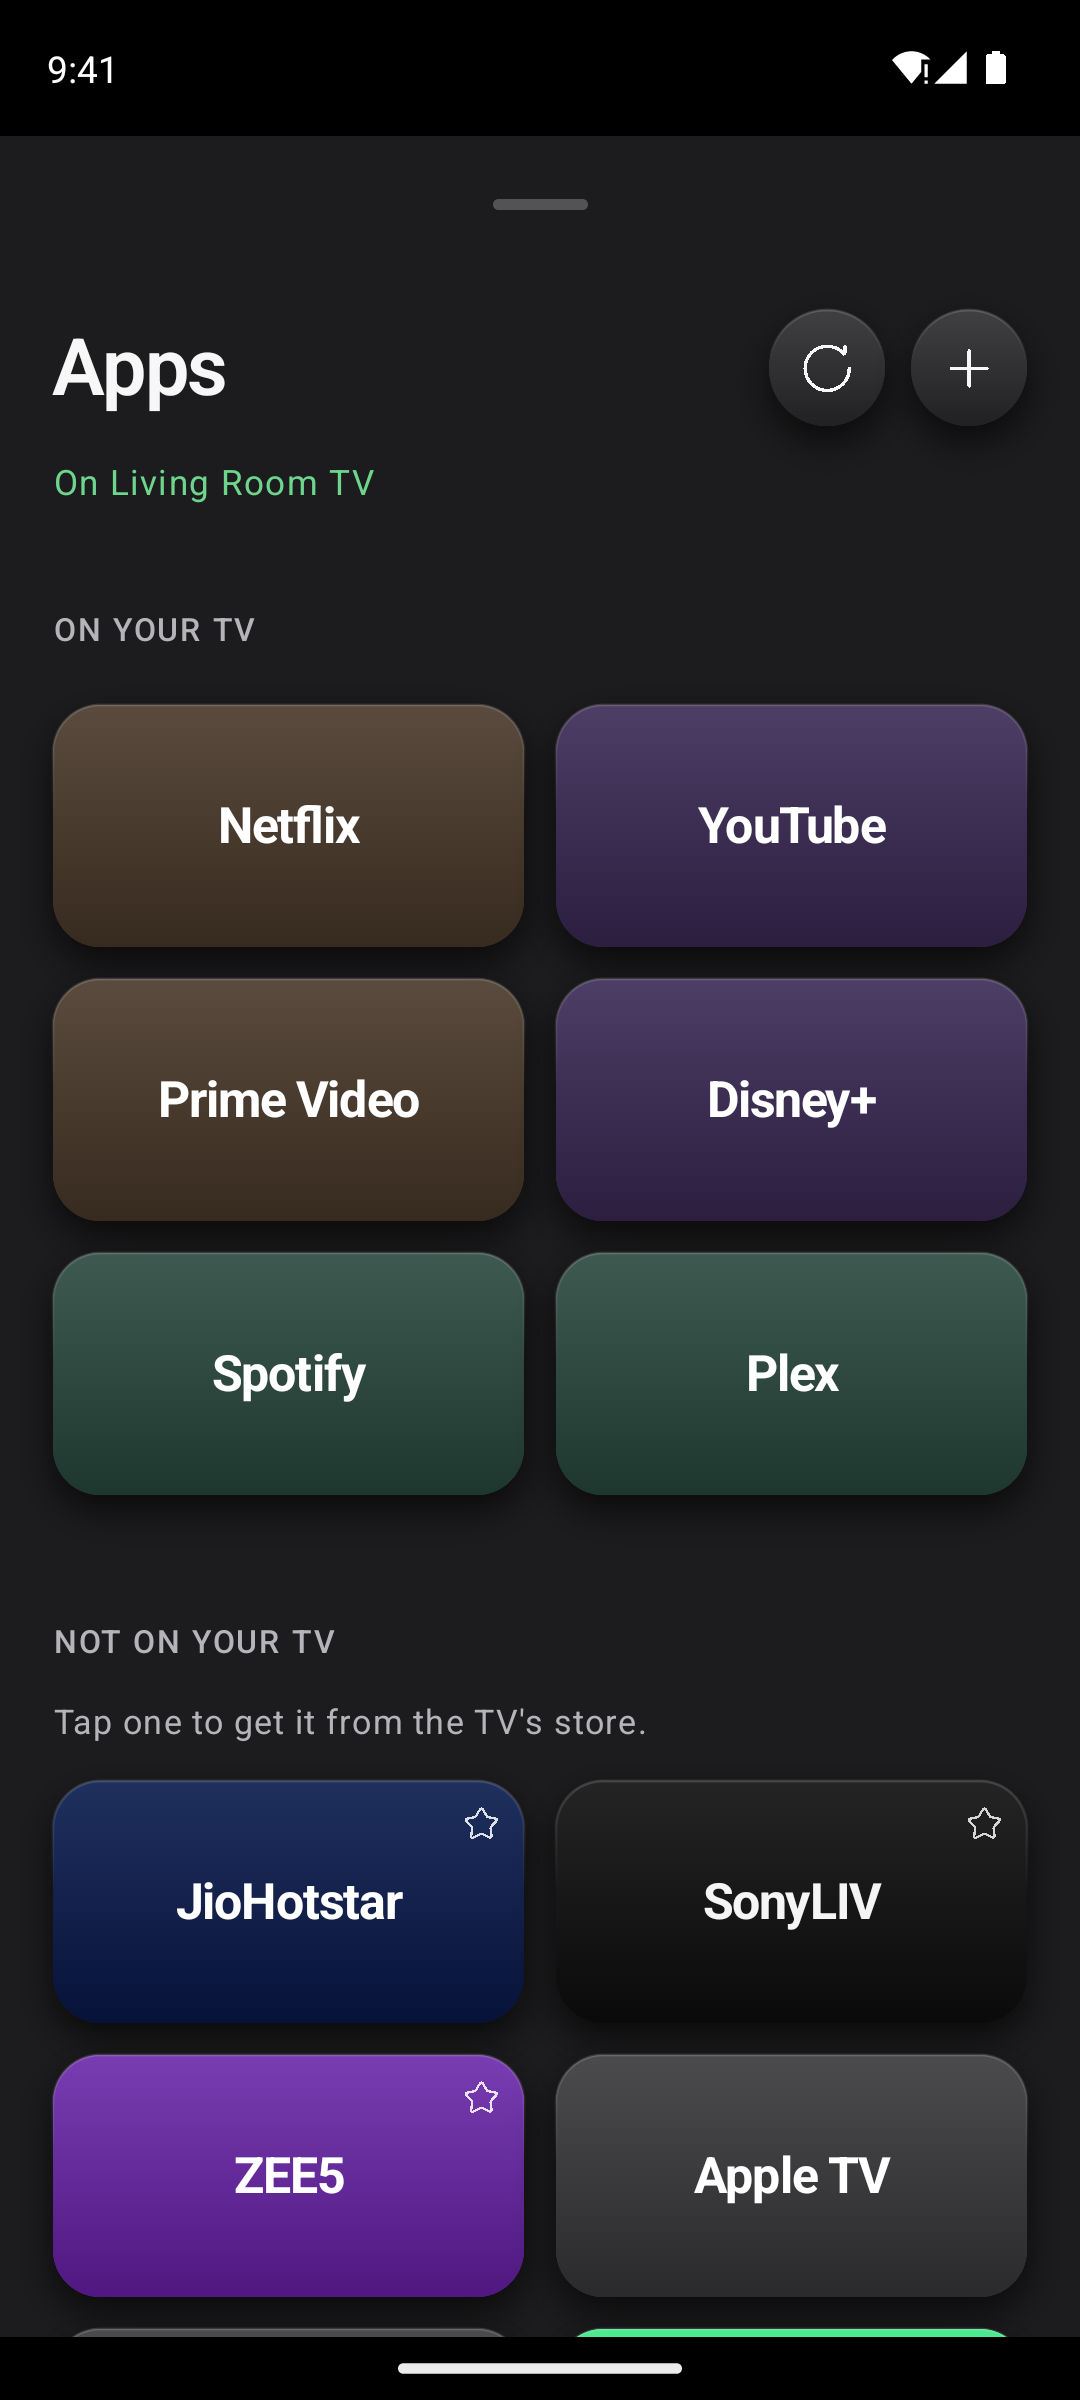 9:41
Apps
On Living Room TV
ON YOUR TV
Netflix
YouTube
Prime Video
Disney+
Spotify
Plex
NOT ON YOUR TV
Tap one to get it from the TV's store.
JioHotstar
SonyLIV
ZEE5
Apple TV